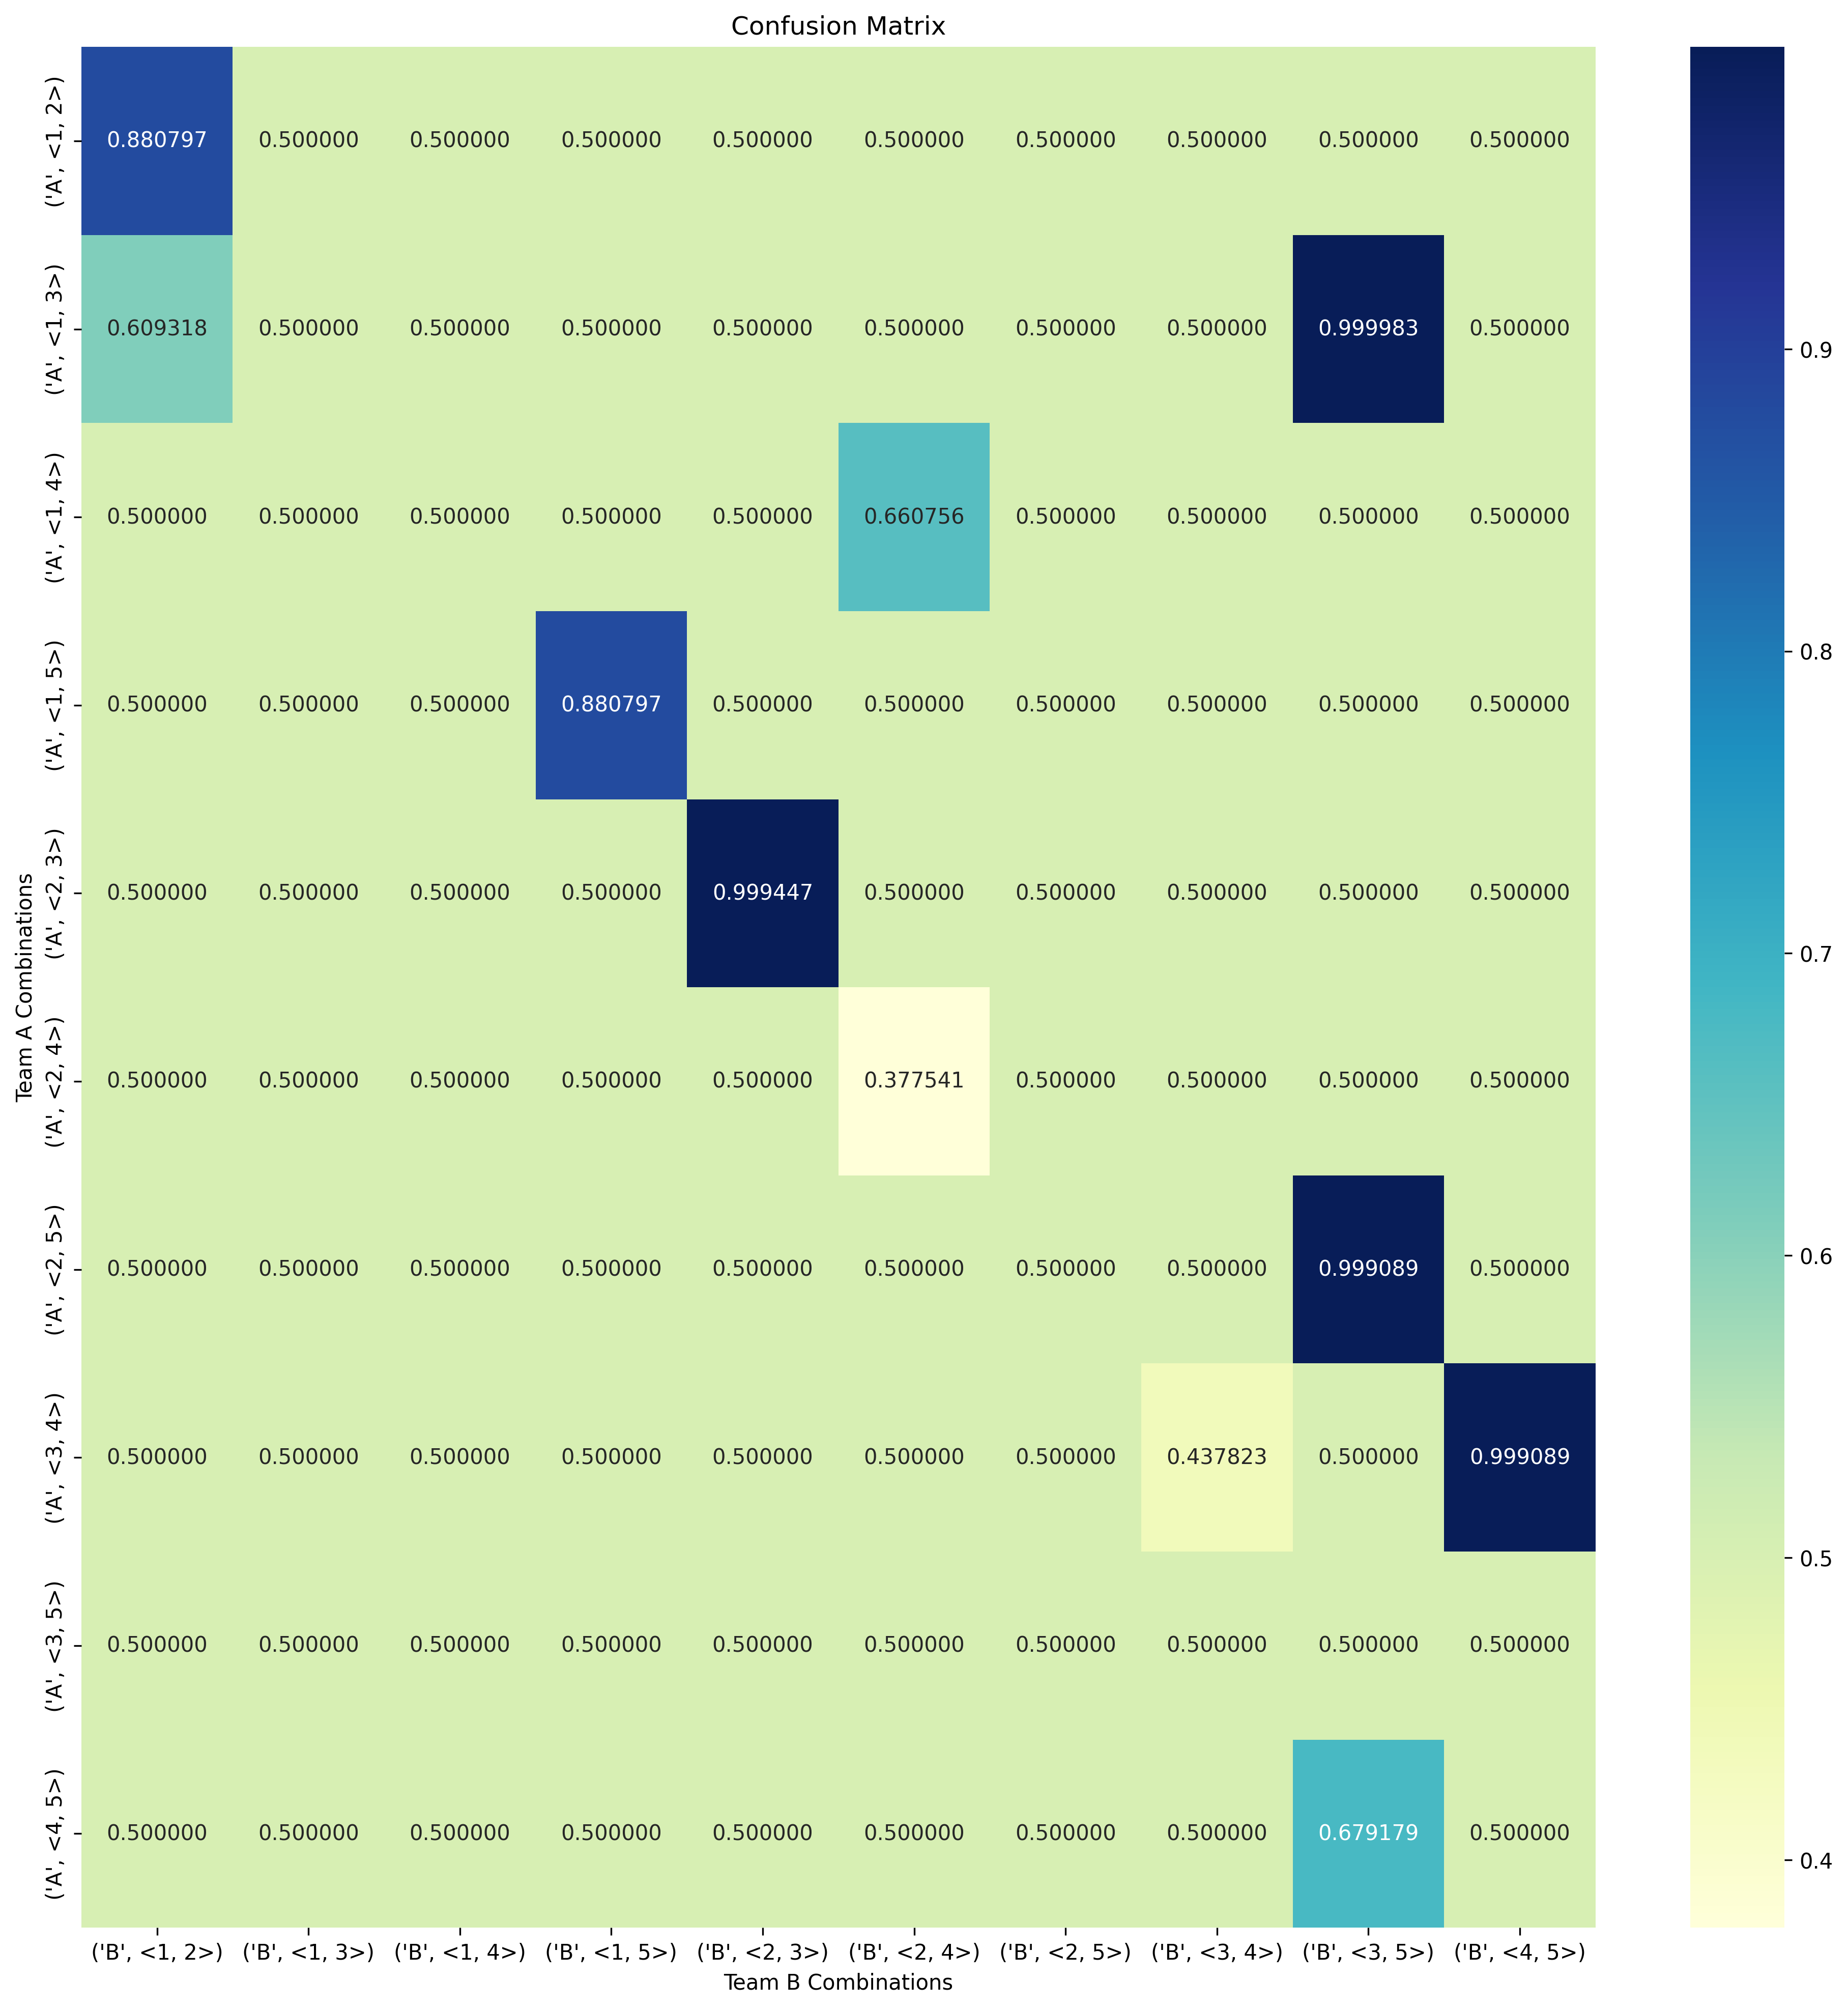 Confusion Matrix
Team A Combinations
('A', <1, 2>)
0.880797 0.500000 0.500000 0.500000 0.500000 0.500000 0.500000 0.500000 0.500000 0.500000
('A', <1, 3>)
0.609318 0.500000 0.500000 0.500000 0.500000 0.500000 0.500000 0.500000 0.999983 0.500000
('A', <1, 4>)
0.500000 0.500000 0.500000 0.500000 0.500000 0.660756 0.500000 0.500000 0.500000 0.500000
('A', <1, 5>)
0.500000 0.500000 0.500000 0.880797 0.500000 0.500000 0.500000 0.500000 0.500000 0.500000
('A', <2, 3>)
0.500000 0.500000 0.500000 0.500000 0.999447 0.500000 0.500000 0.500000 0.500000 0.500000
('A', <2, 4>)
0.500000 0.500000 0.500000 0.500000 0.500000 0.377541 0.500000 0.500000 0.500000 0.500000
('A', <2, 5>)
0.500000 0.500000 0.500000 0.500000 0.500000 0.500000 0.500000 0.500000 0.999089 0.500000
('A', <3, 4>)
0.500000 0.500000 0.500000 0.500000 0.500000 0.500000 0.500000 0.437823 0.500000 0.999089
('A', <3, 5>)
0.500000 0.500000 0.500000 0.500000 0.500000 0.500000 0.500000 0.500000 0.500000 0.500000
('A', <4, 5>)
0.500000 0.500000 0.500000 0.500000 0.500000 0.500000 0.500000 0.500000 0.679179 0.500000
('B', <1, 2>) ('B', <1, 3>) ('B', <1, 4>) ('B', <1, 5>) ('B', <2, 3>) ('B', <2, 4>) ('B', <2, 5>) ('B', <3, 4>) ('B', <3, 5>) ('B', <4, 5>)
Team B Combinations
0.9
0.8
0.7
0.6
0.5
0.4